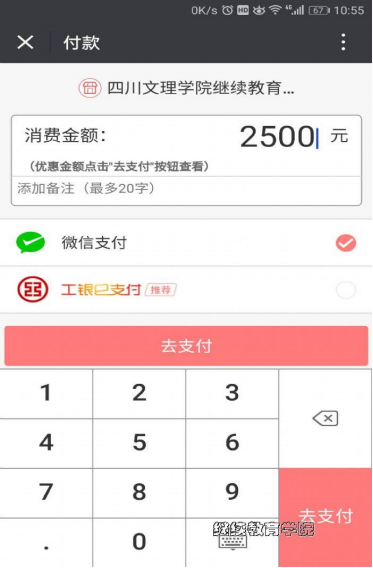 0K/s HD 4G 67 10:55
付款
四川文理学院继续教育...
消费金额: 2500 元
(优惠金额点击"去支付"按钮查看)
添加备注（最多20字）
微信支付
工银e支付 推荐
去支付
1 2 3
4 5 6
7 8 9
去支付
继续教育学院
. 0